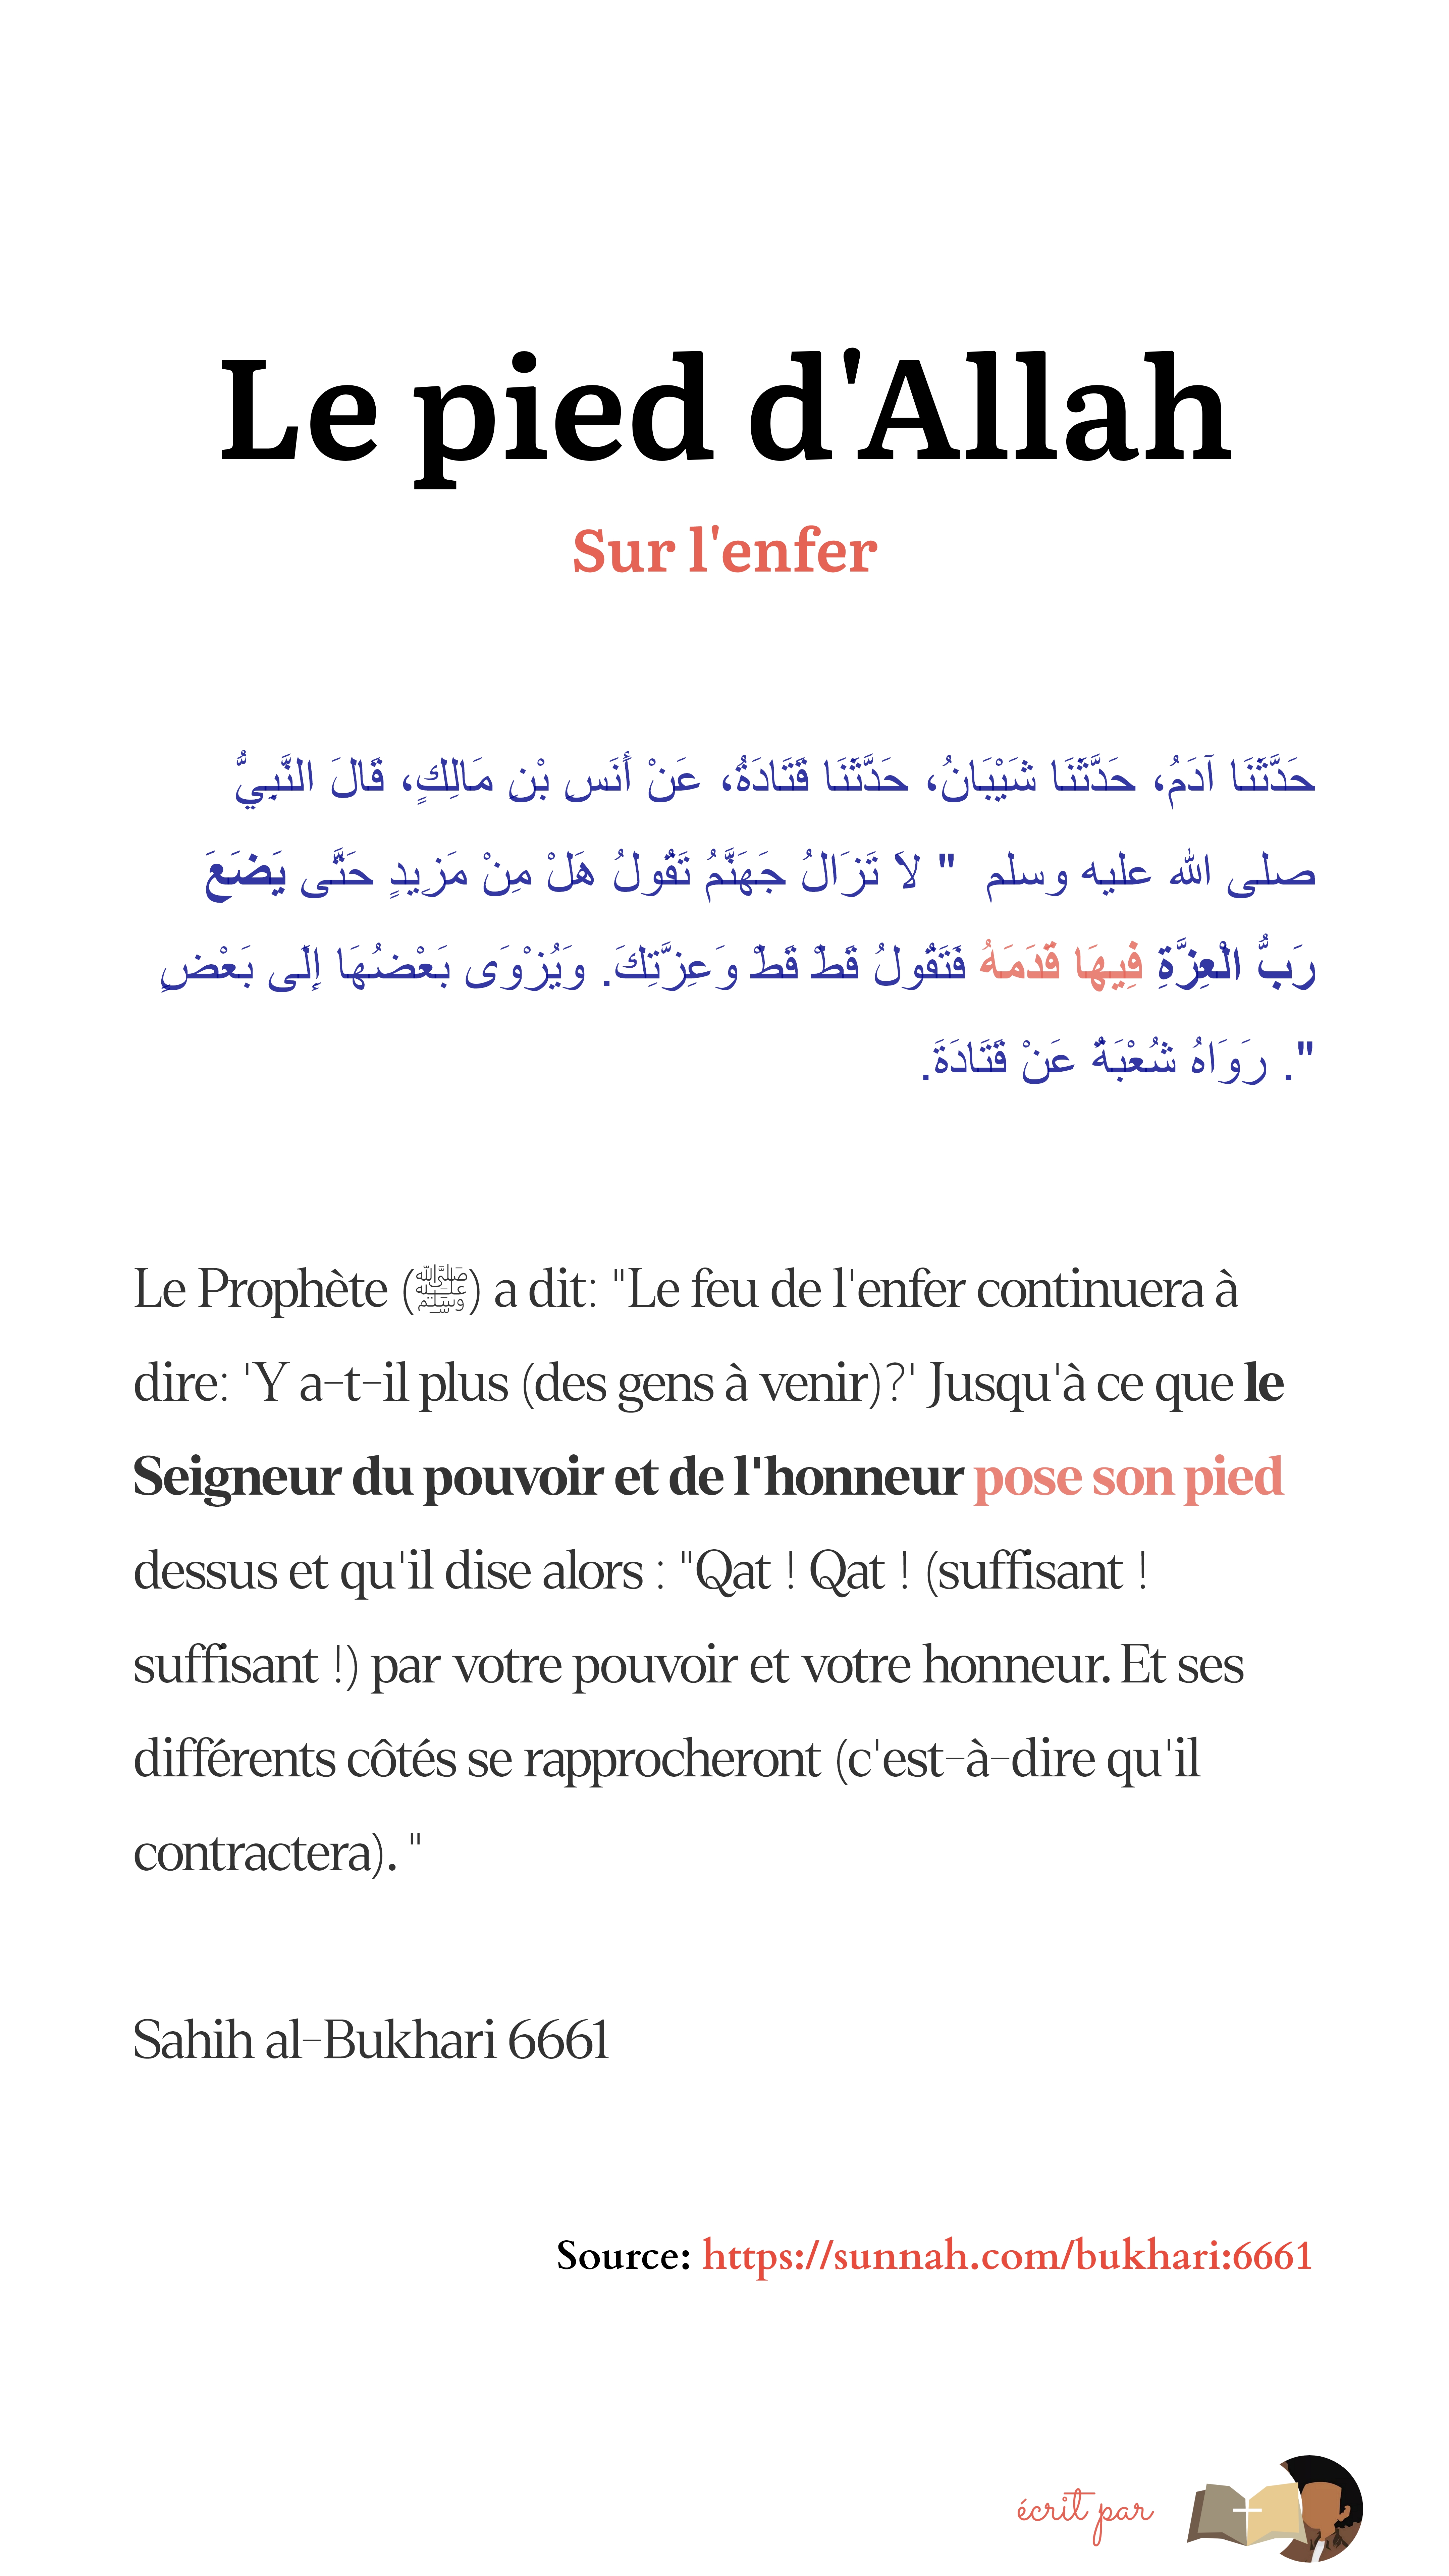 Le pied d'Allah
Sur l'enfer
حَدَّثَنَا آدَمُ، حَدَّثَنَا شَيْبَانُ، حَدَّثَنَا قَتَادَةُ، عَنْ أَنَسِ بْنِ مَالِكٍ، قَالَ النَّبِيُّ
صلى الله عليه وسلم " لاَ تَزَالُ جَهَنَّمُ تَقُولُ هَلْ مِنْ مَزِيدٍ حَتَّى يَضَعَ
رَبُّ الْعِزَّةِ فِيهَا قَدَمَهُ فَتَقُولُ قَطْ قَطْ وَعِزَّتِكَ. وَيُزْوَى بَعْضُهَا إِلَى بَعْضٍ
". رَوَاهُ شُعْبَةُ عَنْ قَتَادَةَ.
Le Prophète (ﷺ) a dit: "Le feu de l'enfer continuera à
dire: 'Y a-t-il plus (des gens à venir)?' Jusqu'à ce que le
Seigneur du pouvoir et de l'honneur pose son pied
dessus et qu'il dise alors : "Qat ! Qat ! (suffisant !
suffisant !) par votre pouvoir et votre honneur. Et ses
différents côtés se rapprocheront (c'est-à-dire qu'il
contractera). "
Sahih al-Bukhari 6661
Source: https://sunnah.com/bukhari:6661
écrit par